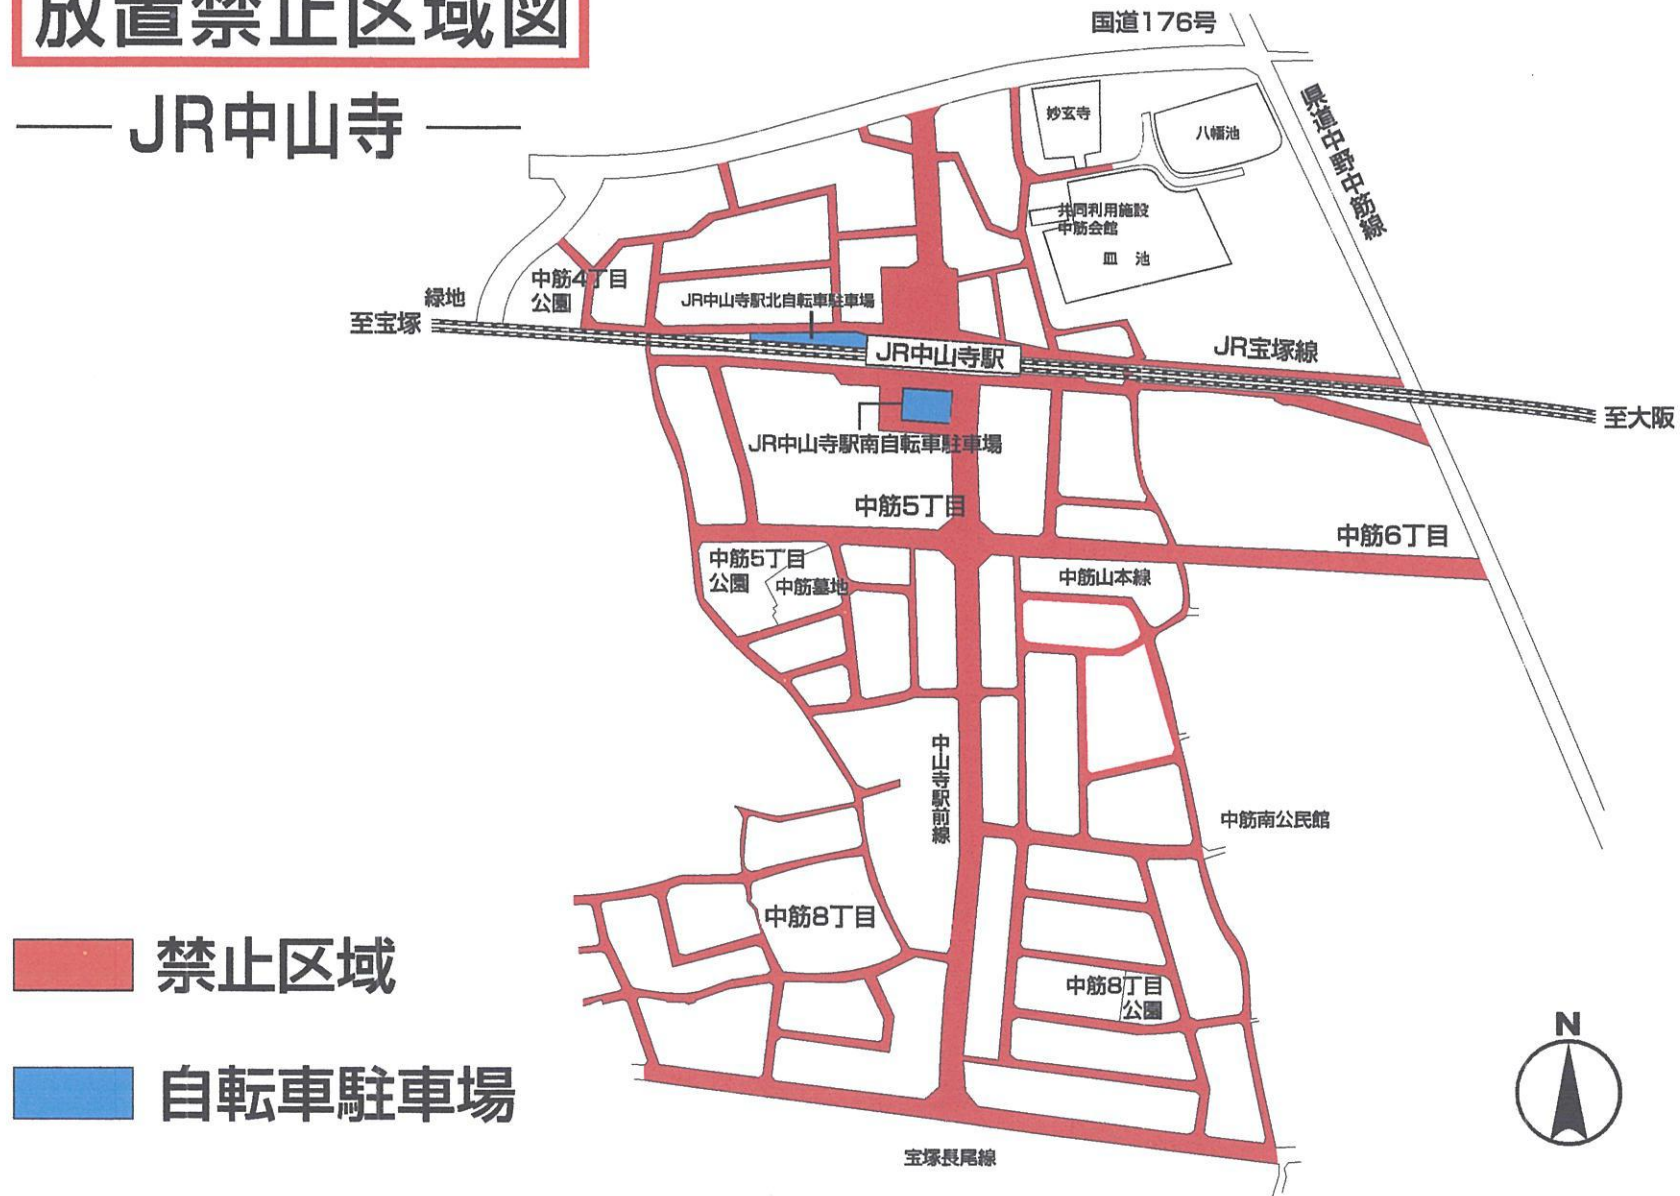 放置禁止区域図
JR中山寺
国道176号
県道中野中筋線
妙玄寺
八幡池
共同利用施設
中筋会館
皿 池
中筋4丁目
公園
緑地
至宝塚
JR中山寺駅北自転車駐車場
JR中山寺駅
JR宝塚線
至大阪
JR中山寺駅南自転車駐車場
中筋5丁目
中筋6丁目
中筋5丁目
公園
中筋墓地
中筋山本線
中山寺駅前線
中筋南公民館
中筋8丁目
中筋8丁目
公園
禁止区域
自転車駐車場
N
宝塚長尾線